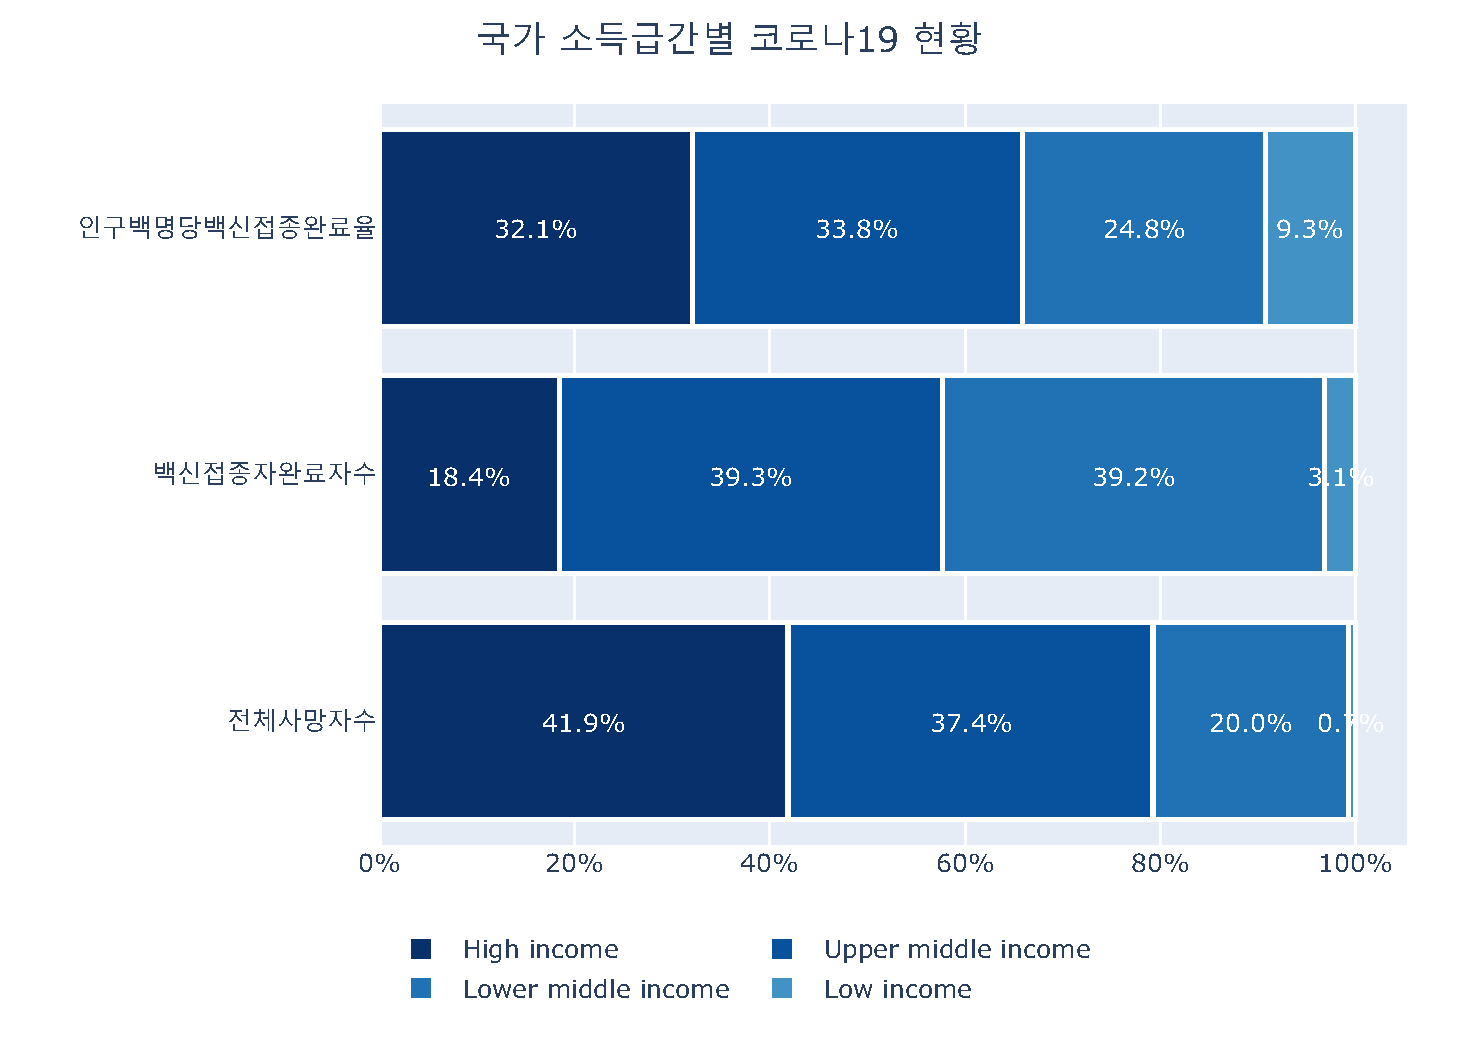 국가 소득급간별 코로나19 현황
인구백명당백신접종완료율
32.1%
33.8%
24.8%
9.3%
백신접종자완료자수
18.4%
39.3%
39.2%
3.1%
전체사망자수
41.9%
37.4%
20.0%
0.7%
0%
20%
40%
60%
80%
100%
High income
Upper middle income
Lower middle income
Low income